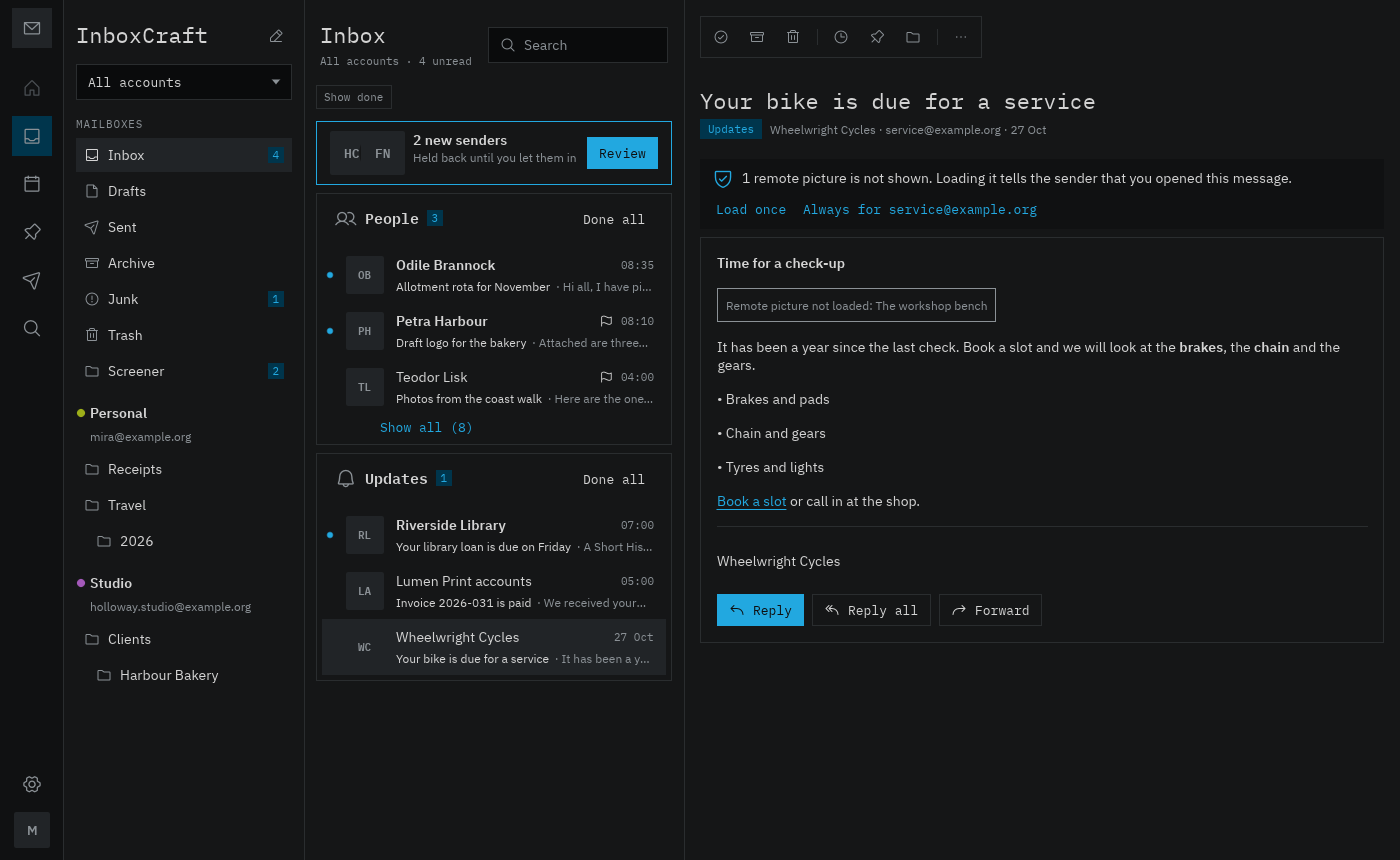 InboxCraft
All accounts
MAILBOXES
Inbox 4
Drafts
Sent
Archive
Junk 1
Trash
Screener 2
Personal
mira@example.org
Receipts
Travel
2026
Studio
holloway.studio@example.org
Clients
Harbour Bakery
M
Inbox
All accounts · 4 unread
Search
Show done
HC FN
2 new senders
Held back until you let them in
Review
People 3
Done all
OB
Odile Brannock 08:35
Allotment rota for November · Hi all, I have pi…
PH
Petra Harbour 08:10
Draft logo for the bakery · Attached are three…
TL
Teodor Lisk 04:00
Photos from the coast walk · Here are the one…
Show all (8)
Updates 1
Done all
RL
Riverside Library 07:00
Your library loan is due on Friday · A Short His…
LA
Lumen Print accounts 05:00
Invoice 2026-031 is paid · We received your…
WC
Wheelwright Cycles 27 Oct
Your bike is due for a service · It has been a y…
Your bike is due for a service
Updates Wheelwright Cycles · service@example.org · 27 Oct
1 remote picture is not shown. Loading it tells the sender that you opened this message.
Load once Always for service@example.org
Time for a check-up
Remote picture not loaded: The workshop bench
It has been a year since the last check. Book a slot and we will look at the brakes, the chain and the
gears.
• Brakes and pads
• Chain and gears
• Tyres and lights
Book a slot or call in at the shop.
Wheelwright Cycles
Reply Reply all Forward